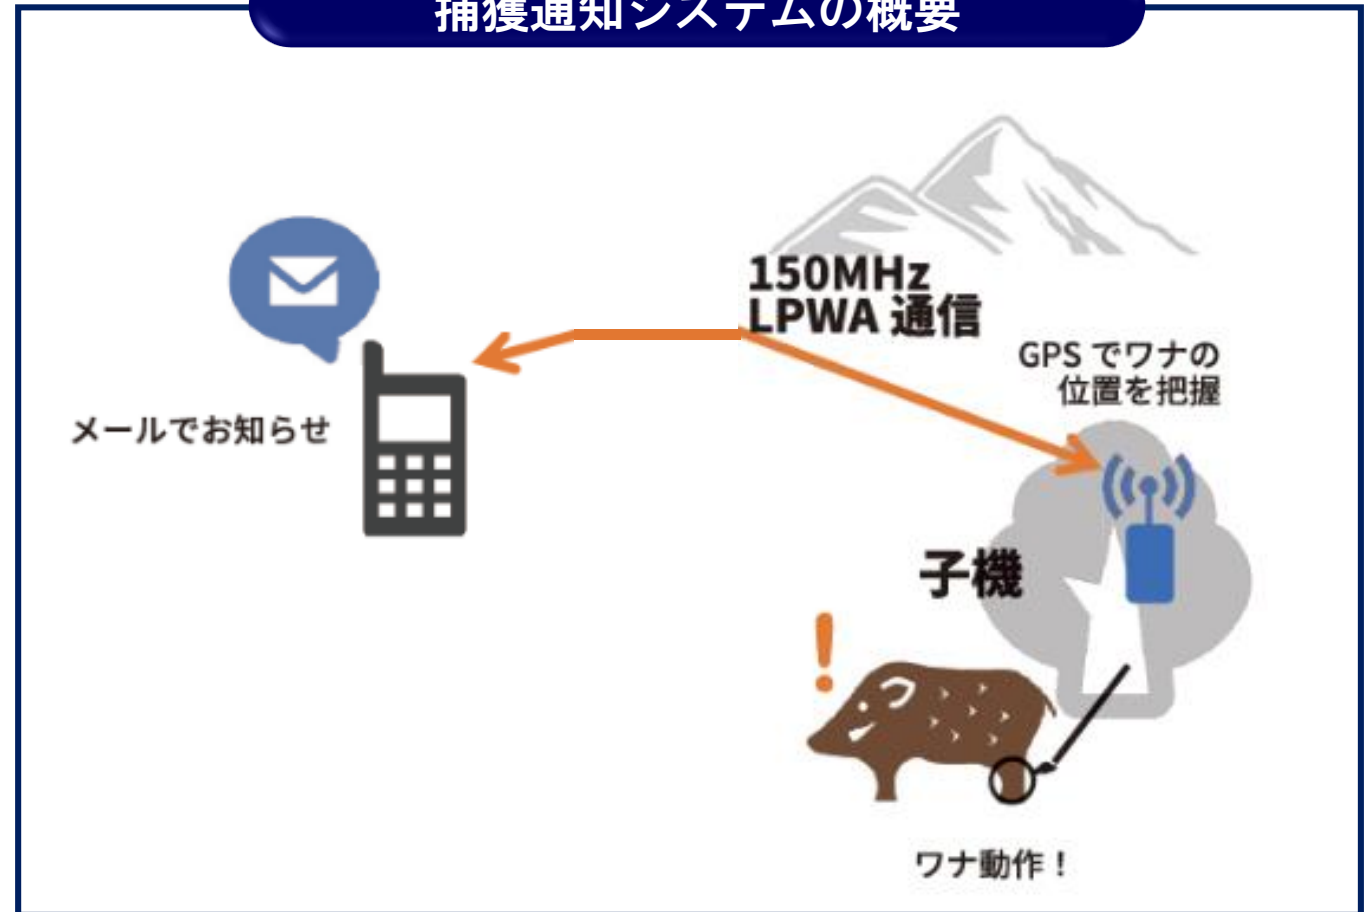 捕獲通知システムの概要
150MHz
LPWA 通信
GPS でワナの
位置を把握
メールでお知らせ
子機
ワナ動作！